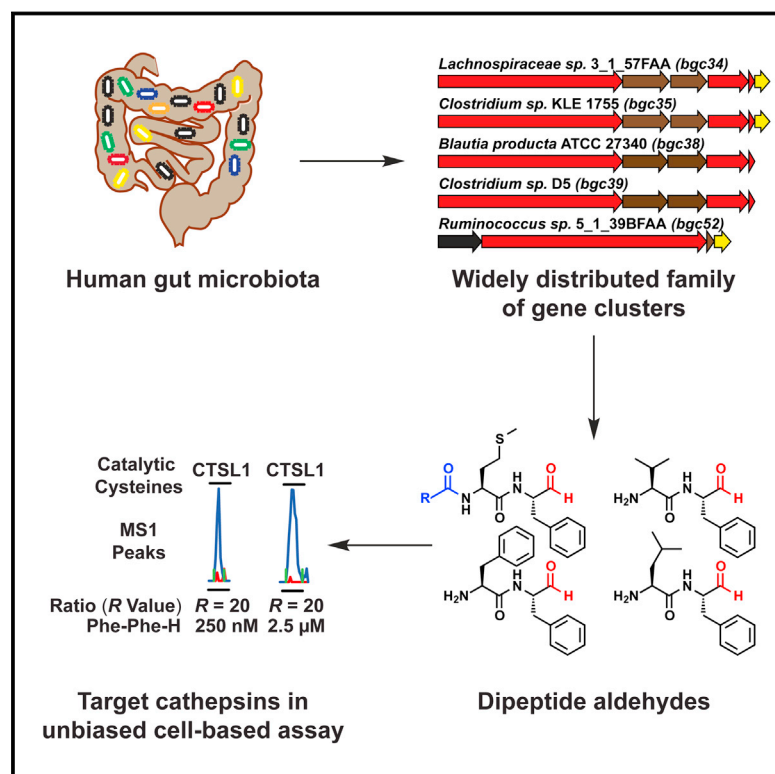 Lachnospiraceae sp. 3_1_57FAA (bgc34)
Clostridium sp. KLE 1755 (bgc35)
Blautia producta ATCC 27340 (bgc38)
Clostridium sp. D5 (bgc39)
Ruminococcus sp. 5_1_39BFAA (bgc52)
Human gut microbiota
Widely distributed family
of gene clusters
Catalytic
Cysteines
CTSL1 CTSL1
MS1
Peaks
Ratio (R Value) R = 20 R = 20
Phe-Phe-H 250 nM 2.5 µM
S
O O
R N H H N H
O
O
H2N H N H
O
O
H2N H N H
O
O
H2N H N H
O
Target cathepsins in
unbiased cell-based assay
Dipeptide aldehydes